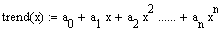 trend(x) := a₀ + a₁ x + a₂ x² ...... + aₙ xⁿ